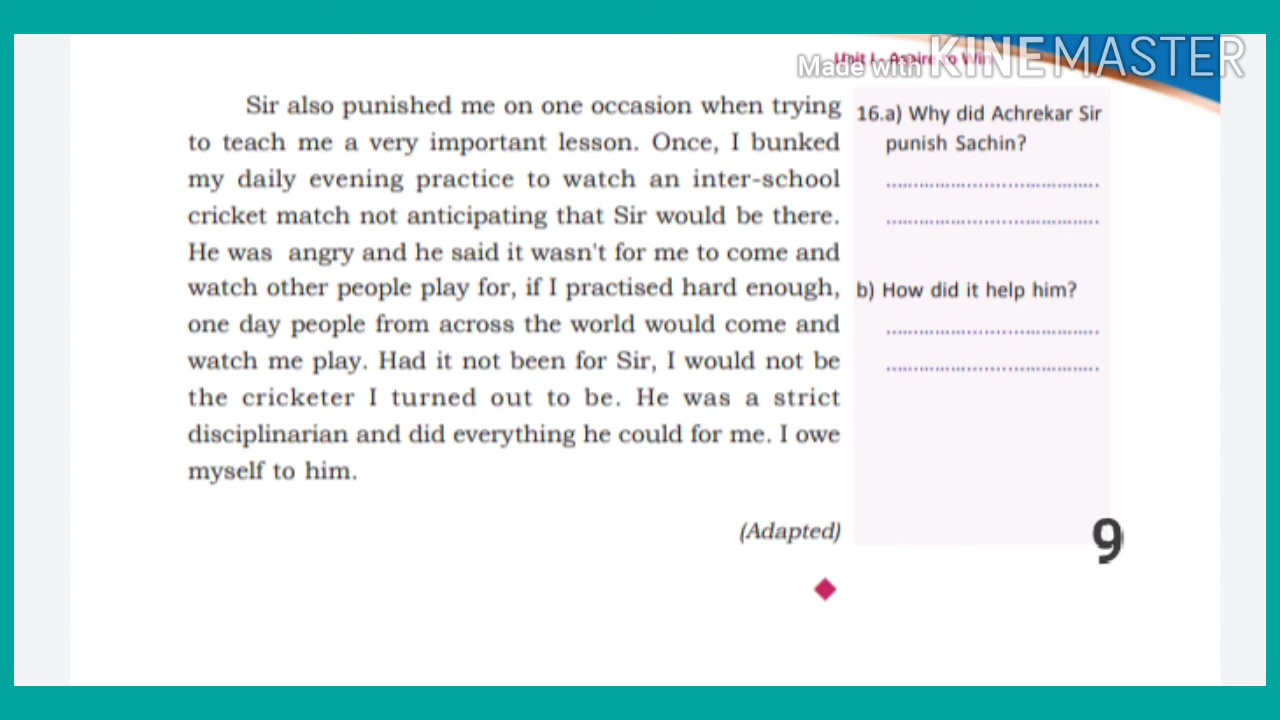 Unit I - Aspire to Win
Made with KINEMASTER
Sir also punished me on one occasion when trying
to teach me a very important lesson. Once, I bunked
my daily evening practice to watch an inter-school
cricket match not anticipating that Sir would be there.
He was angry and he said it wasn't for me to come and
watch other people play for, if I practised hard enough,
one day people from across the world would come and
watch me play. Had it not been for Sir, I would not be
the cricketer I turned out to be. He was a strict
disciplinarian and did everything he could for me. I owe
myself to him.
(Adapted)
16.a) Why did Achrekar Sir
punish Sachin?
b) How did it help him?
9